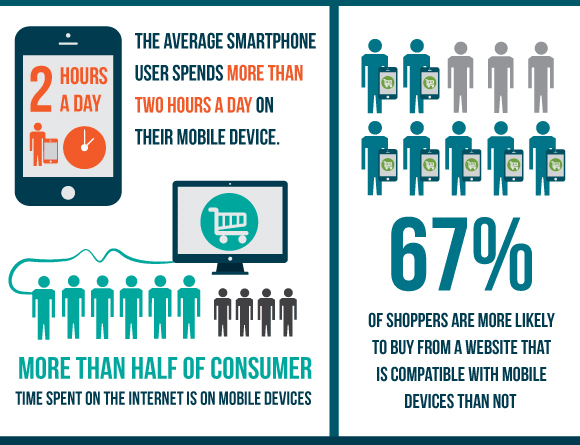 2 HOURS
A DAY
THE AVERAGE SMARTPHONE
USER SPENDS MORE THAN
TWO HOURS A DAY ON
THEIR MOBILE DEVICE.
MORE THAN HALF OF CONSUMER
TIME SPENT ON THE INTERNET IS ON MOBILE DEVICES
67%
OF SHOPPERS ARE MORE LIKELY
TO BUY FROM A WEBSITE THAT
IS COMPATIBLE WITH MOBILE
DEVICES THAN NOT